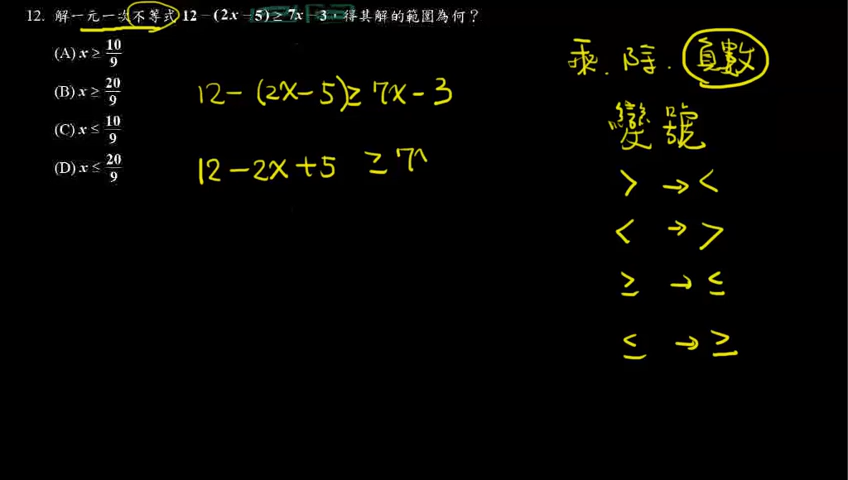 12. 解一元一次不等式 12－(2x－5) ≥ 7x－3，得其解的範圍為何？
(A) x ≥ 10/9
(B) x ≥ 20/9
(C) x ≤ 10/9
(D) x ≤ 20/9
12－(2x－5) ≥ 7x－3
12－2x＋5 ≥ 7x
乘. 除. 負數
變號
> → <
< → >
≥ → ≤
≤ → ≥